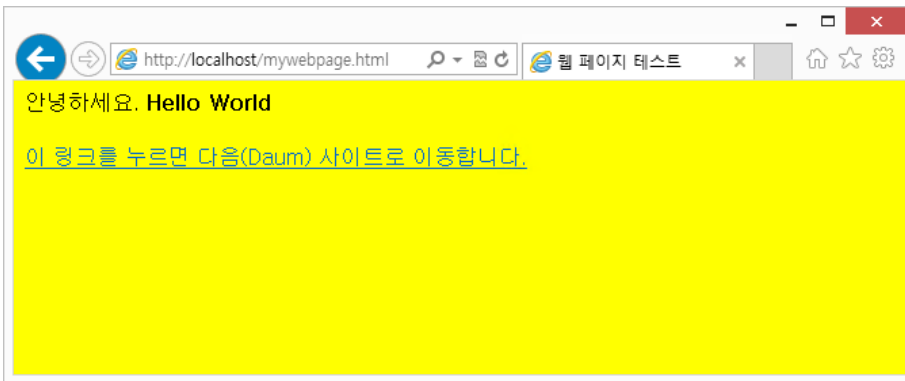 http://localhost/mywebpage.html
웹 페이지 테스트
안녕하세요. Hello World
이 링크를 누르면 다음(Daum) 사이트로 이동합니다.